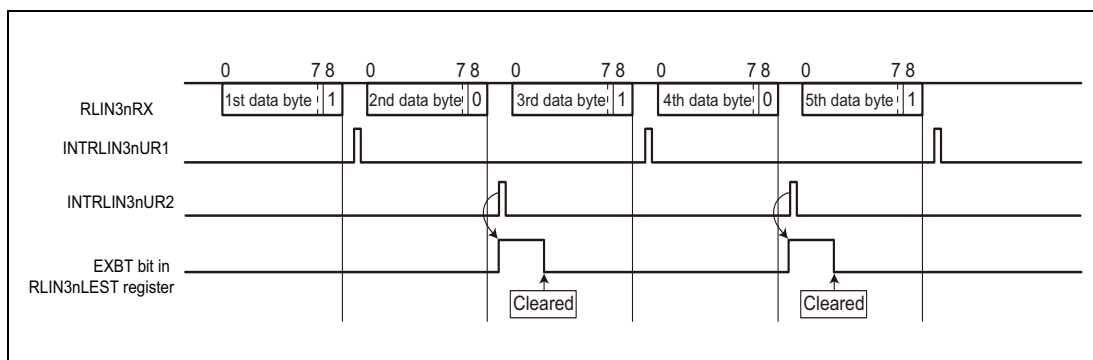 0 7 8 0 7 8 0 7 8 0 7 8 0 7 8
RLIN3nRX 1st data byte 1 2nd data byte 0 3rd data byte 1 4th data byte 0 5th data byte 1
INTRLIN3nUR1
INTRLIN3nUR2
EXBT bit in
RLIN3nLEST register
Cleared Cleared